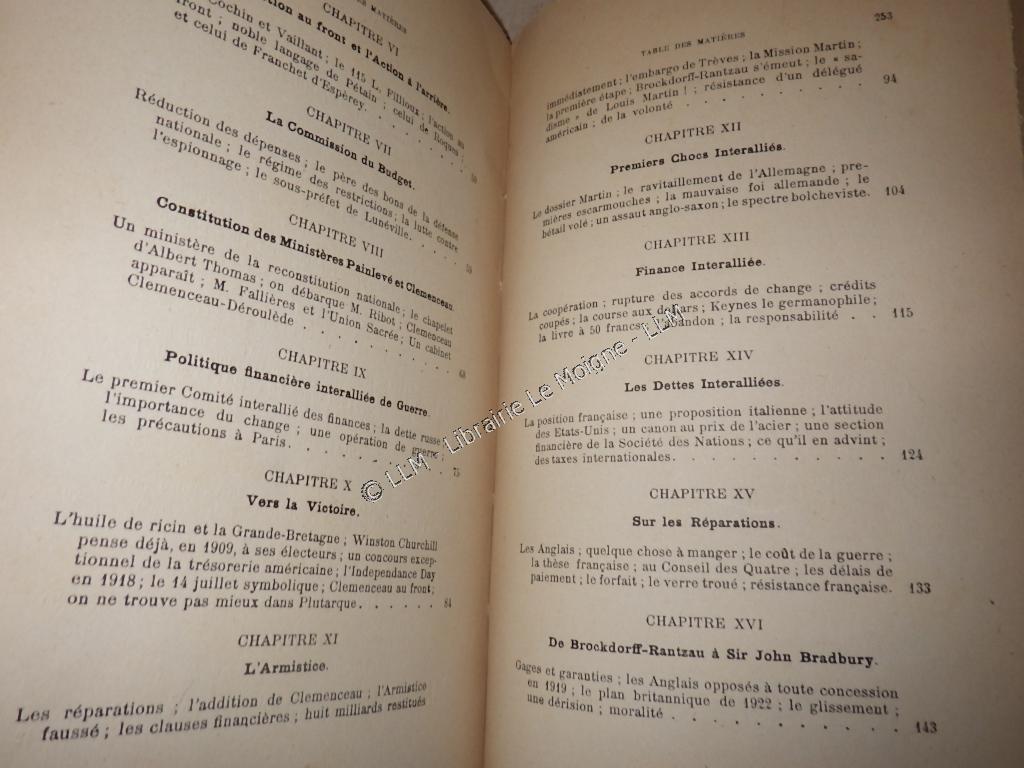 DES MATIÈRES
CHAPITRE VI
au front et l'Action à l'arrière.
Cochin et Vaillant ; le 115 L. Fillioux ; l'action au
front ; noble langage de Pétain ; celui de Roques ;
et celui de Franchet d'Espérey. . . . . . 50
CHAPITRE VII
La Commission du Budget.
Réduction des dépenses ; le père des bons de la défense
nationale ; le régime des restrictions ; la lutte contre
l'espionnage ; le sous-préfet de Lunéville. . . . . 59
CHAPITRE VIII
Constitution des Ministères Painlevé et Clemenceau.
Un ministère de la reconstitution nationale ; le chapelet
d'Albert Thomas ; on débarque M. Ribot ; Clemenceau
apparaît ; M. Fallières et l'Union Sacrée ; Un cabinet
Clemenceau-Déroulède . . . . . . . . . 68
CHAPITRE IX
Politique financière interalliée de Guerre.
Le premier Comité interallié des finances ; la dette russe ;
l'importance du change ; une opération de guerre ;
les précautions à Paris. . . . . . . . . 75
CHAPITRE X
Vers la Victoire.
L'huile de ricin et la Grande-Bretagne ; Winston Churchill
pense déjà, en 1909, à ses électeurs ; un concours excep-
tionnel de la trésorerie américaine ; l'Independance Day
en 1918 ; le 14 juillet symbolique ; Clemenceau au front ;
on ne trouve pas mieux dans Plutarque. . . . . . 84
CHAPITRE XI
L'Armistice.
Les réparations ; l'addition de Clemenceau ; l'Armistice
faussé ; les clauses financières ; huit milliards restitués
253
TABLE DES MATIÈRES
immédiatement ; l'embargo de Trèves ; la Mission Martin ;
la première étape ; Brockdorff-Rantzau s'émeut ; le « sa-
disme » de Louis Martin ! ; résistance d'un délégué
américain ; de la volonté . . . . . . . . 94
CHAPITRE XII
Premiers Chocs Interalliés.
Le dossier Martin ; le ravitaillement de l'Allemagne ; pre-
mières escarmouches ; la mauvaise foi allemande ; le
bétail volé ; un assaut anglo-saxon ; le spectre bolcheviste. 104
CHAPITRE XIII
Finance Interalliée.
La coopération ; rupture des accords de change ; crédits
coupés ; la course aux dollars ; Keynes le germanophile ;
la livre à 50 francs ; abandon ; la responsabilité . . 115
CHAPITRE XIV
Les Dettes Interalliées.
La position française ; une proposition italienne ; l'attitude
des Etats-Unis ; un canon au prix de l'acier ; une section
financière de la Société des Nations ; ce qu'il en advint ;
des taxes internationales. . . . . . . . . . 124
CHAPITRE XV
Sur les Réparations.
Les Anglais ; quelque chose à manger ; le coût de la guerre ;
la thèse française ; au Conseil des Quatre ; les délais de
paiement ; le forfait ; le verre troué ; résistance française. 133
CHAPITRE XVI
De Brockdorff-Rantzau à Sir John Bradbury.
Gages et garanties ; les Anglais opposés à toute concession
en 1919 ; le plan britannique de 1922 ; le glissement ;
une dérision ; moralité . . . . . . . . . . 143
© LLM - Librairie Le Moigne - LLM